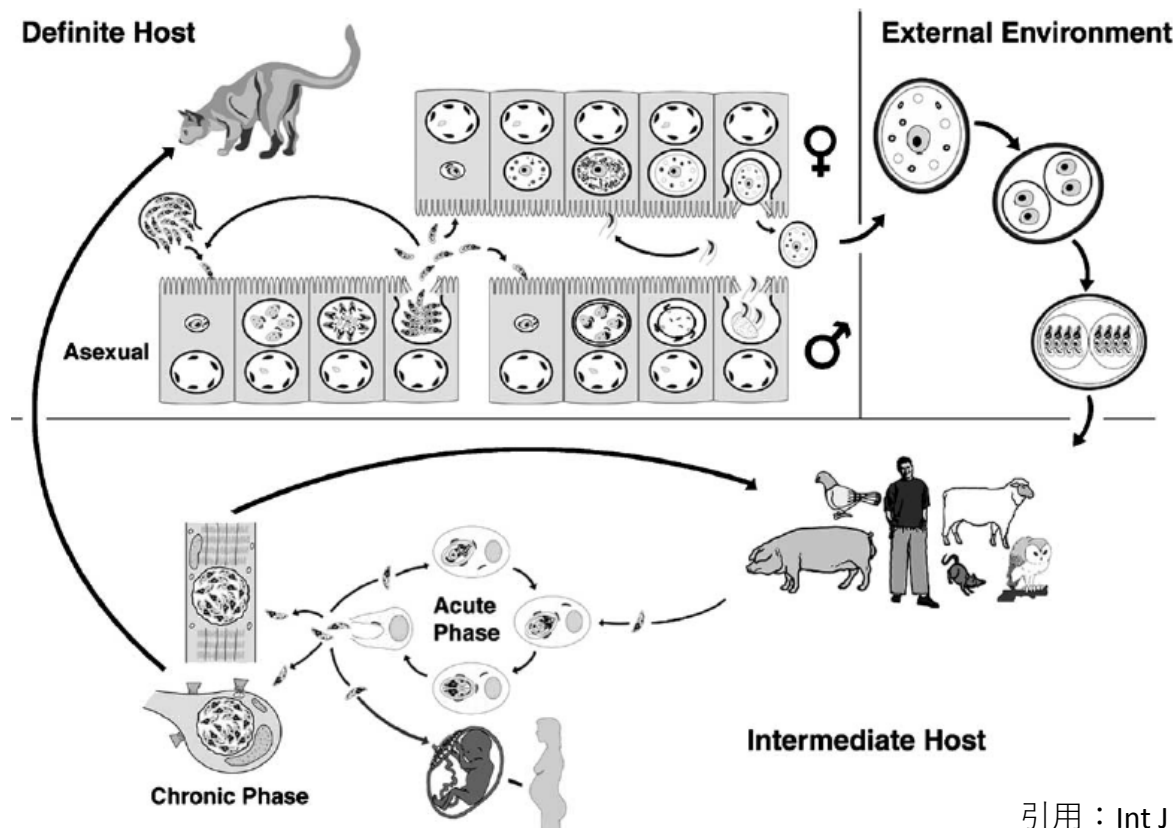 Definite Host
External Environment
♀
Asexual
♂
Acute
Phase
Intermediate Host
Chronic Phase
引用：Int J